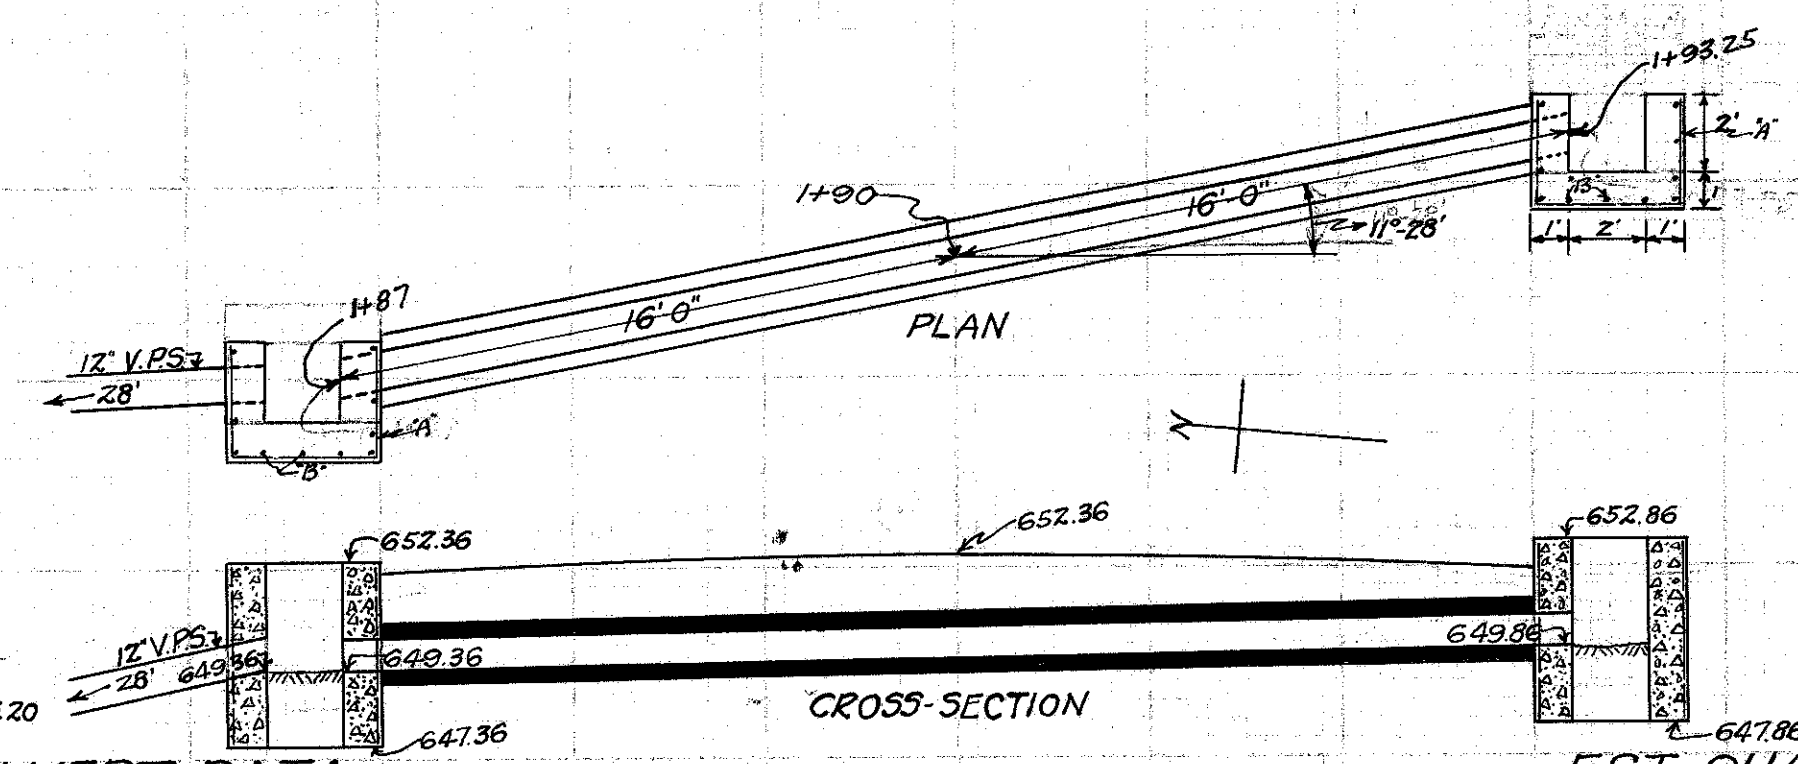 1+93.25
2'
"A"
1'
"B"
1' 2' 1'
1+90
16'-0"
11°-28'
1+87
16'-0"
PLAN
12" V.P.S.
28'
"A"
"B"
652.36
652.36
652.86
12" V.P.S.
28'
649.36
649.36
649.86
CROSS-SECTION
647.36
647.86